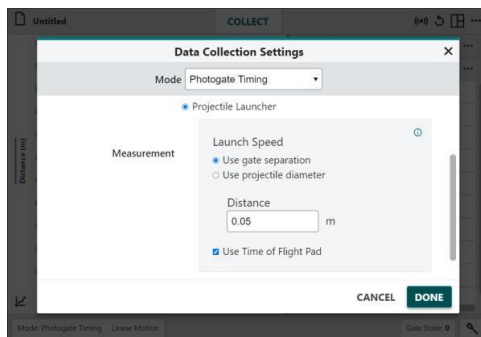 Untitled
COLLECT
Data Collection Settings
Mode Photogate Timing
Projectile Launcher
Measurement
Launch Speed
Use gate separation
Use projectile diameter
Distance
0.05 m
Use Time of Flight Pad
CANCEL DONE
Distance (m)
Mode: Photogate Timing Linear Motion
Gate State: 0